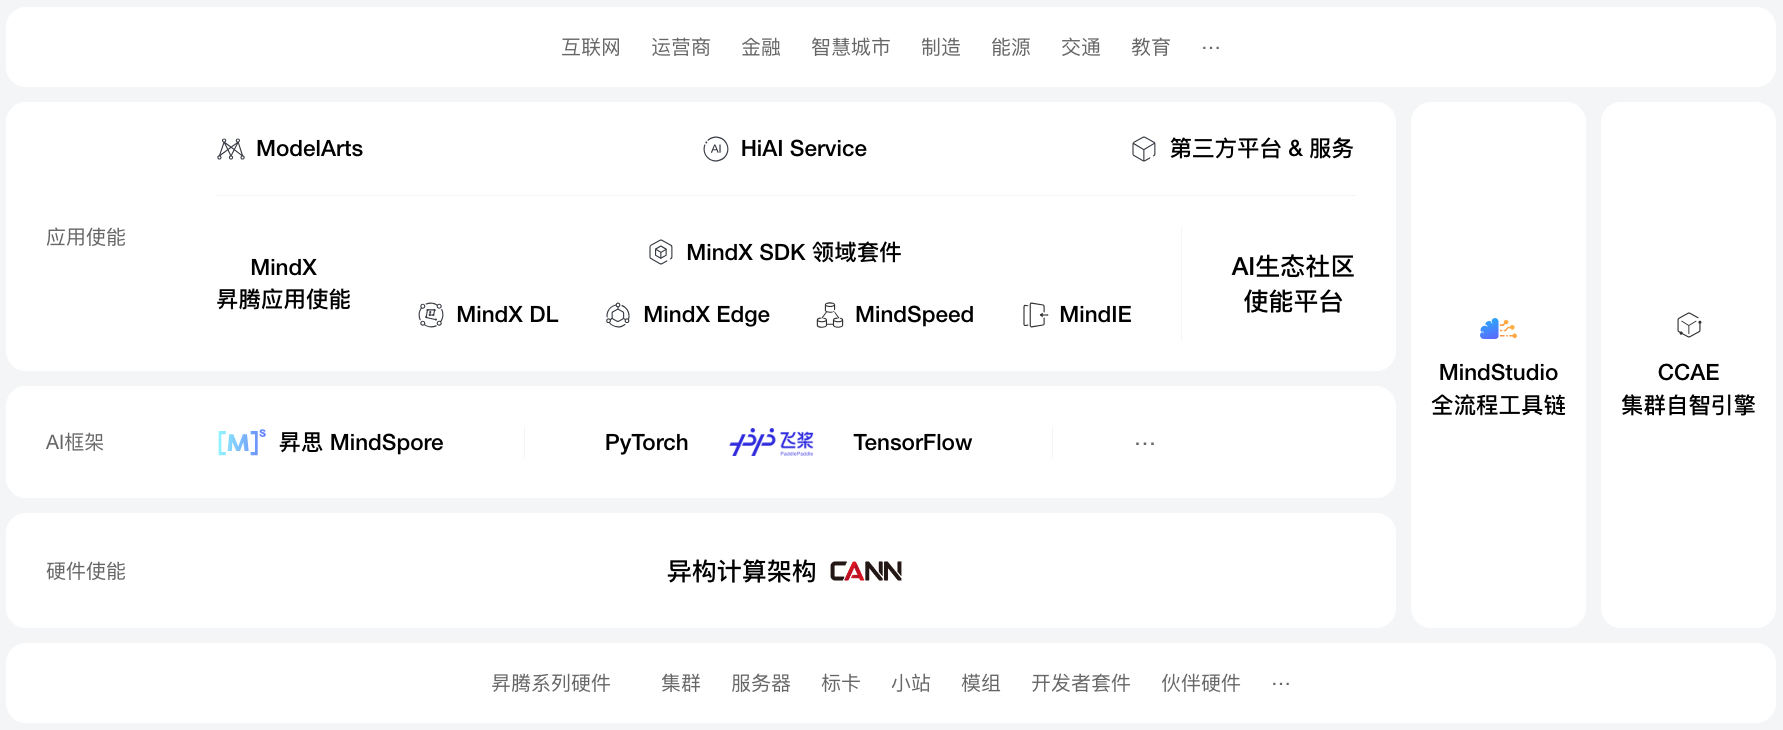 互联网 运营商 金融 智慧城市 制造 能源 交通 教育 ···
应用使能
ModelArts
AI
HiAI Service
第三方平台 & 服务
MindX
昇腾应用使能
MindX SDK 领域套件
MindX DL
MindX Edge
MindSpeed
MindIE
AI生态社区
使能平台
AI框架
[M]s 昇思 MindSpore
PyTorch
飞桨
PaddlePaddle
TensorFlow
···
硬件使能
异构计算架构 CANN
MindStudio
全流程工具链
CCAE
集群自智引擎
昇腾系列硬件 集群 服务器 标卡 小站 模组 开发者套件 伙伴硬件 ···